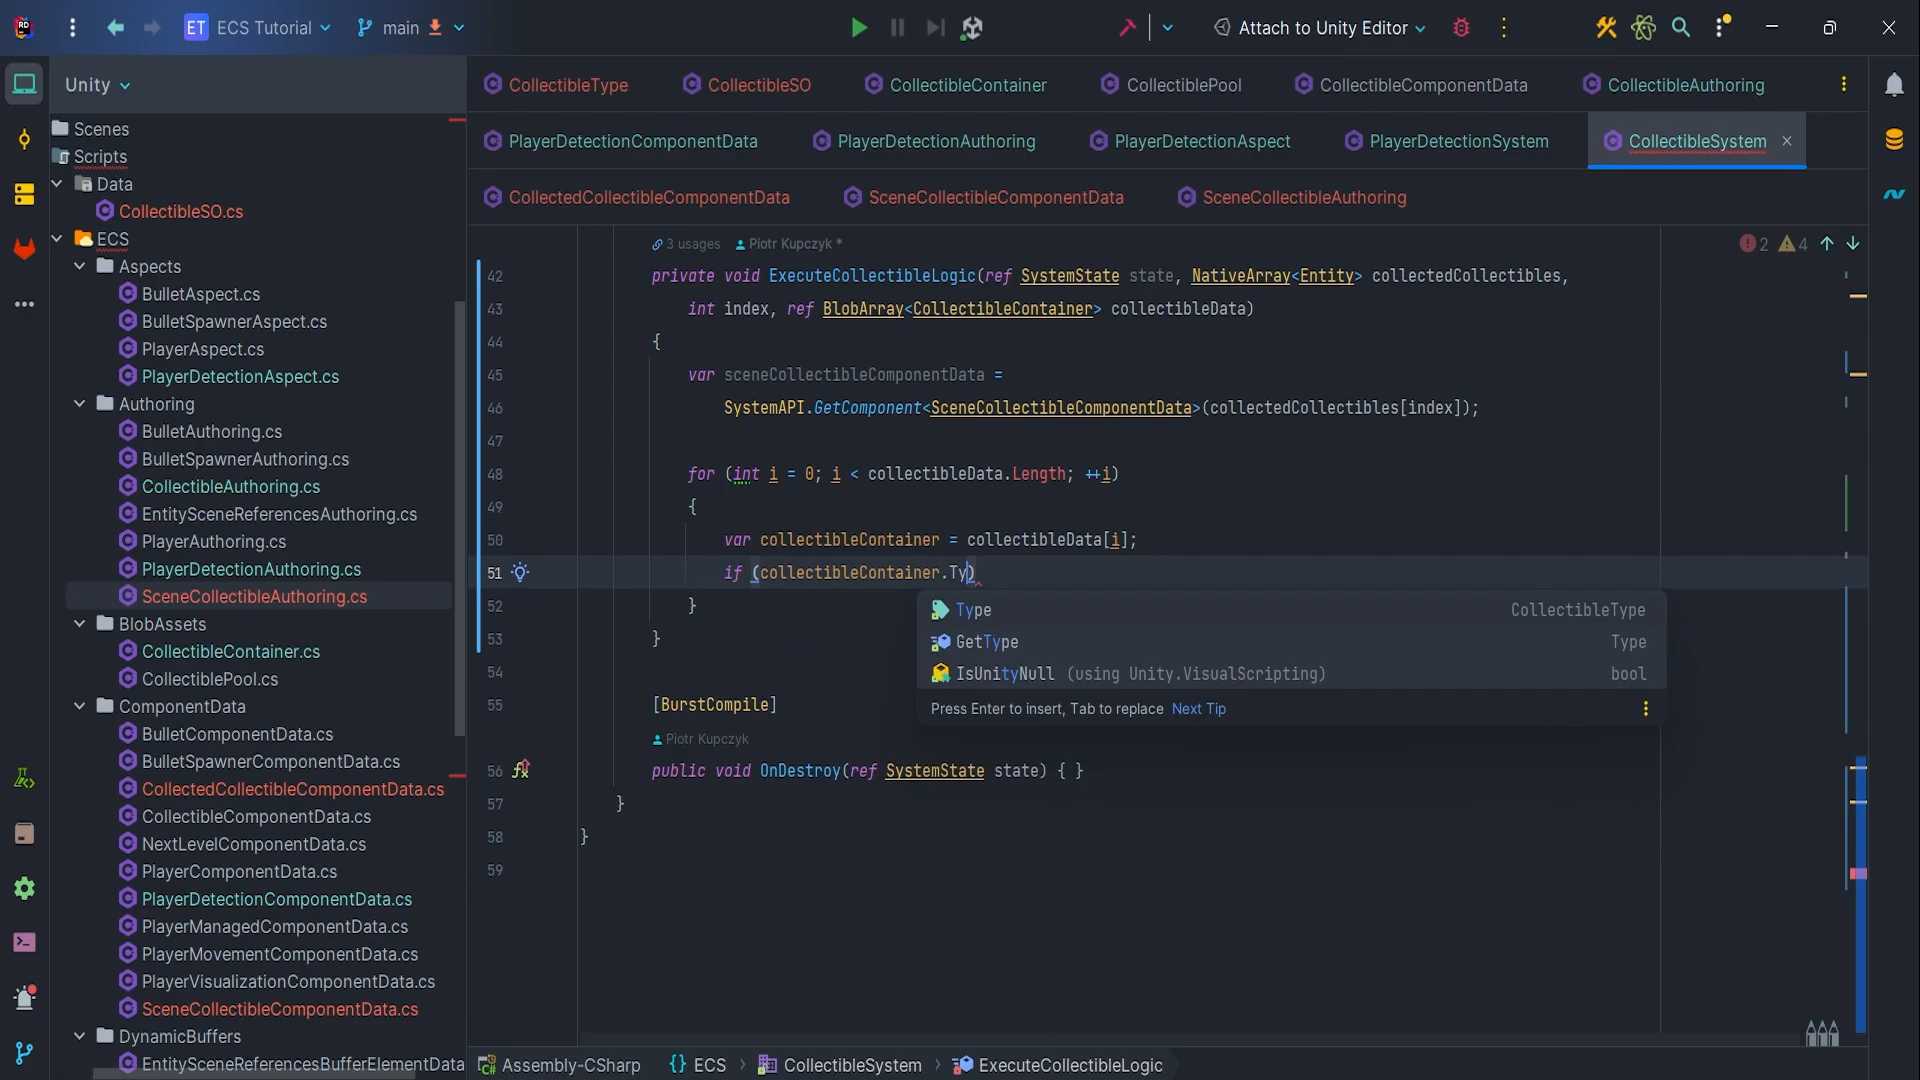 RD
ET ECS Tutorial
main
Attach to Unity Editor
Unity
CollectibleType
CollectibleSO
CollectibleContainer
CollectiblePool
CollectibleComponentData
CollectibleAuthoring
PlayerDetectionComponentData
PlayerDetectionAuthoring
PlayerDetectionAspect
PlayerDetectionSystem
CollectibleSystem
CollectedCollectibleComponentData
SceneCollectibleComponentData
SceneCollectibleAuthoring
Scenes
Scripts
Data
CollectibleSO.cs
ECS
Aspects
BulletAspect.cs
BulletSpawnerAspect.cs
PlayerAspect.cs
PlayerDetectionAspect.cs
Authoring
BulletAuthoring.cs
BulletSpawnerAuthoring.cs
CollectibleAuthoring.cs
EntitySceneReferencesAuthoring.cs
PlayerAuthoring.cs
PlayerDetectionAuthoring.cs
SceneCollectibleAuthoring.cs
BlobAssets
CollectibleContainer.cs
CollectiblePool.cs
ComponentData
BulletComponentData.cs
BulletSpawnerComponentData.cs
CollectedCollectibleComponentData.cs
CollectibleComponentData.cs
NextLevelComponentData.cs
PlayerComponentData.cs
PlayerDetectionComponentData.cs
PlayerManagedComponentData.cs
PlayerMovementComponentData.cs
PlayerVisualizationComponentData.cs
SceneCollectibleComponentData.cs
DynamicBuffers
EntitySceneReferencesBufferElementData
3 usages Piotr Kupczyk *
2 4
42 private void ExecuteCollectibleLogic(ref SystemState state, NativeArray<Entity> collectedCollectibles,
43 int index, ref BlobArray<CollectibleContainer> collectibleData)
44 {
45 var sceneCollectibleComponentData =
46 SystemAPI.GetComponent<SceneCollectibleComponentData>(collectedCollectibles[index]);
47
48 for (int i = 0; i < collectibleData.Length; ++i)
49 {
50 var collectibleContainer = collectibleData[i];
51 if (collectibleContainer.Ty)
52 }
53 }
54
55 [BurstCompile]
Piotr Kupczyk
56 public void OnDestroy(ref SystemState state) { }
57 }
58 }
59
Type CollectibleType
GetType Type
IsUnityNull (using Unity.VisualScripting) bool
Press Enter to insert, Tab to replace Next Tip
Assembly-CSharp
{} ECS
CollectibleSystem
ExecuteCollectibleLogic